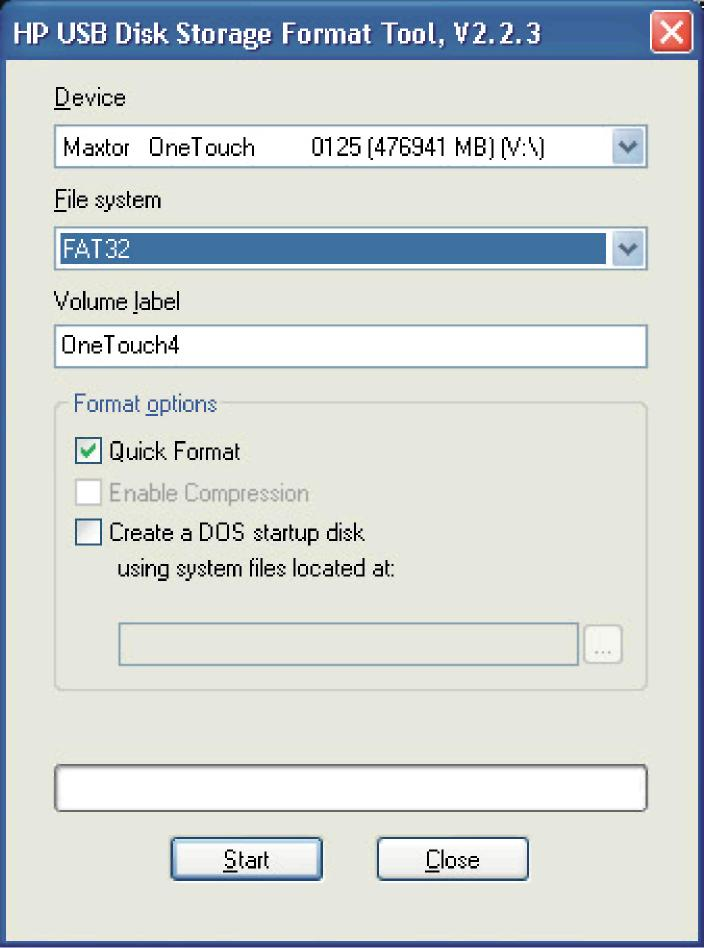 HP USB Disk Storage Format Tool, V2.2.3
Device
Maxtor OneTouch 0125 (476941 MB) (V:\)
File system
FAT32
Volume label
OneTouch4
Format options
Quick Format
Enable Compression
Create a DOS startup disk
using system files located at:
...
Start
Close